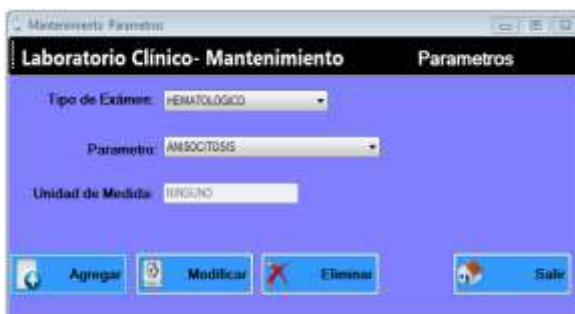 Mantenimiento Parametros
Laboratorio Clínico- Mantenimiento Parametros
Tipo de Exámen: HEMATOLOGICO
Parametro: ANISOCITOSIS
Unidad de Medida: NINGUNO
Agregar Modificar Eliminar Salir